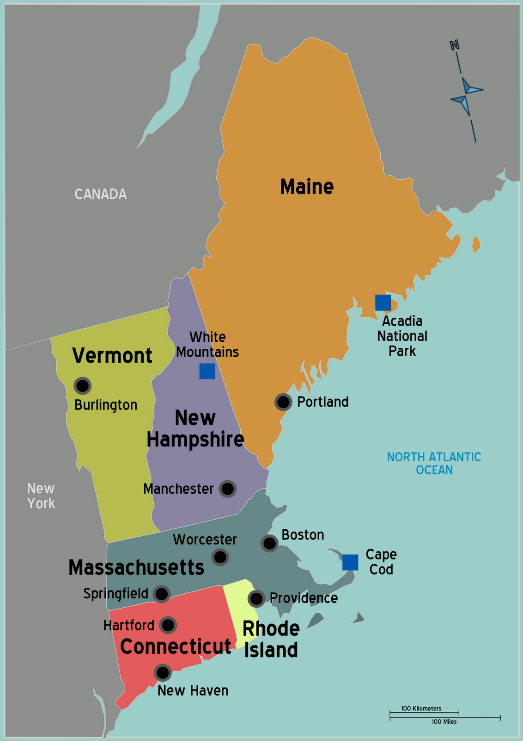 N
Maine
CANADA
Acadia
National
Park
White
Mountains
Vermont
Burlington
Portland
New
Hampshire
NORTH ATLANTIC
OCEAN
New
York
Manchester
Boston
Worcester
Cape
Cod
Massachusetts
Springfield
Providence
Hartford
Rhode
Island
Connecticut
New Haven
100 Kilometers
100 Miles